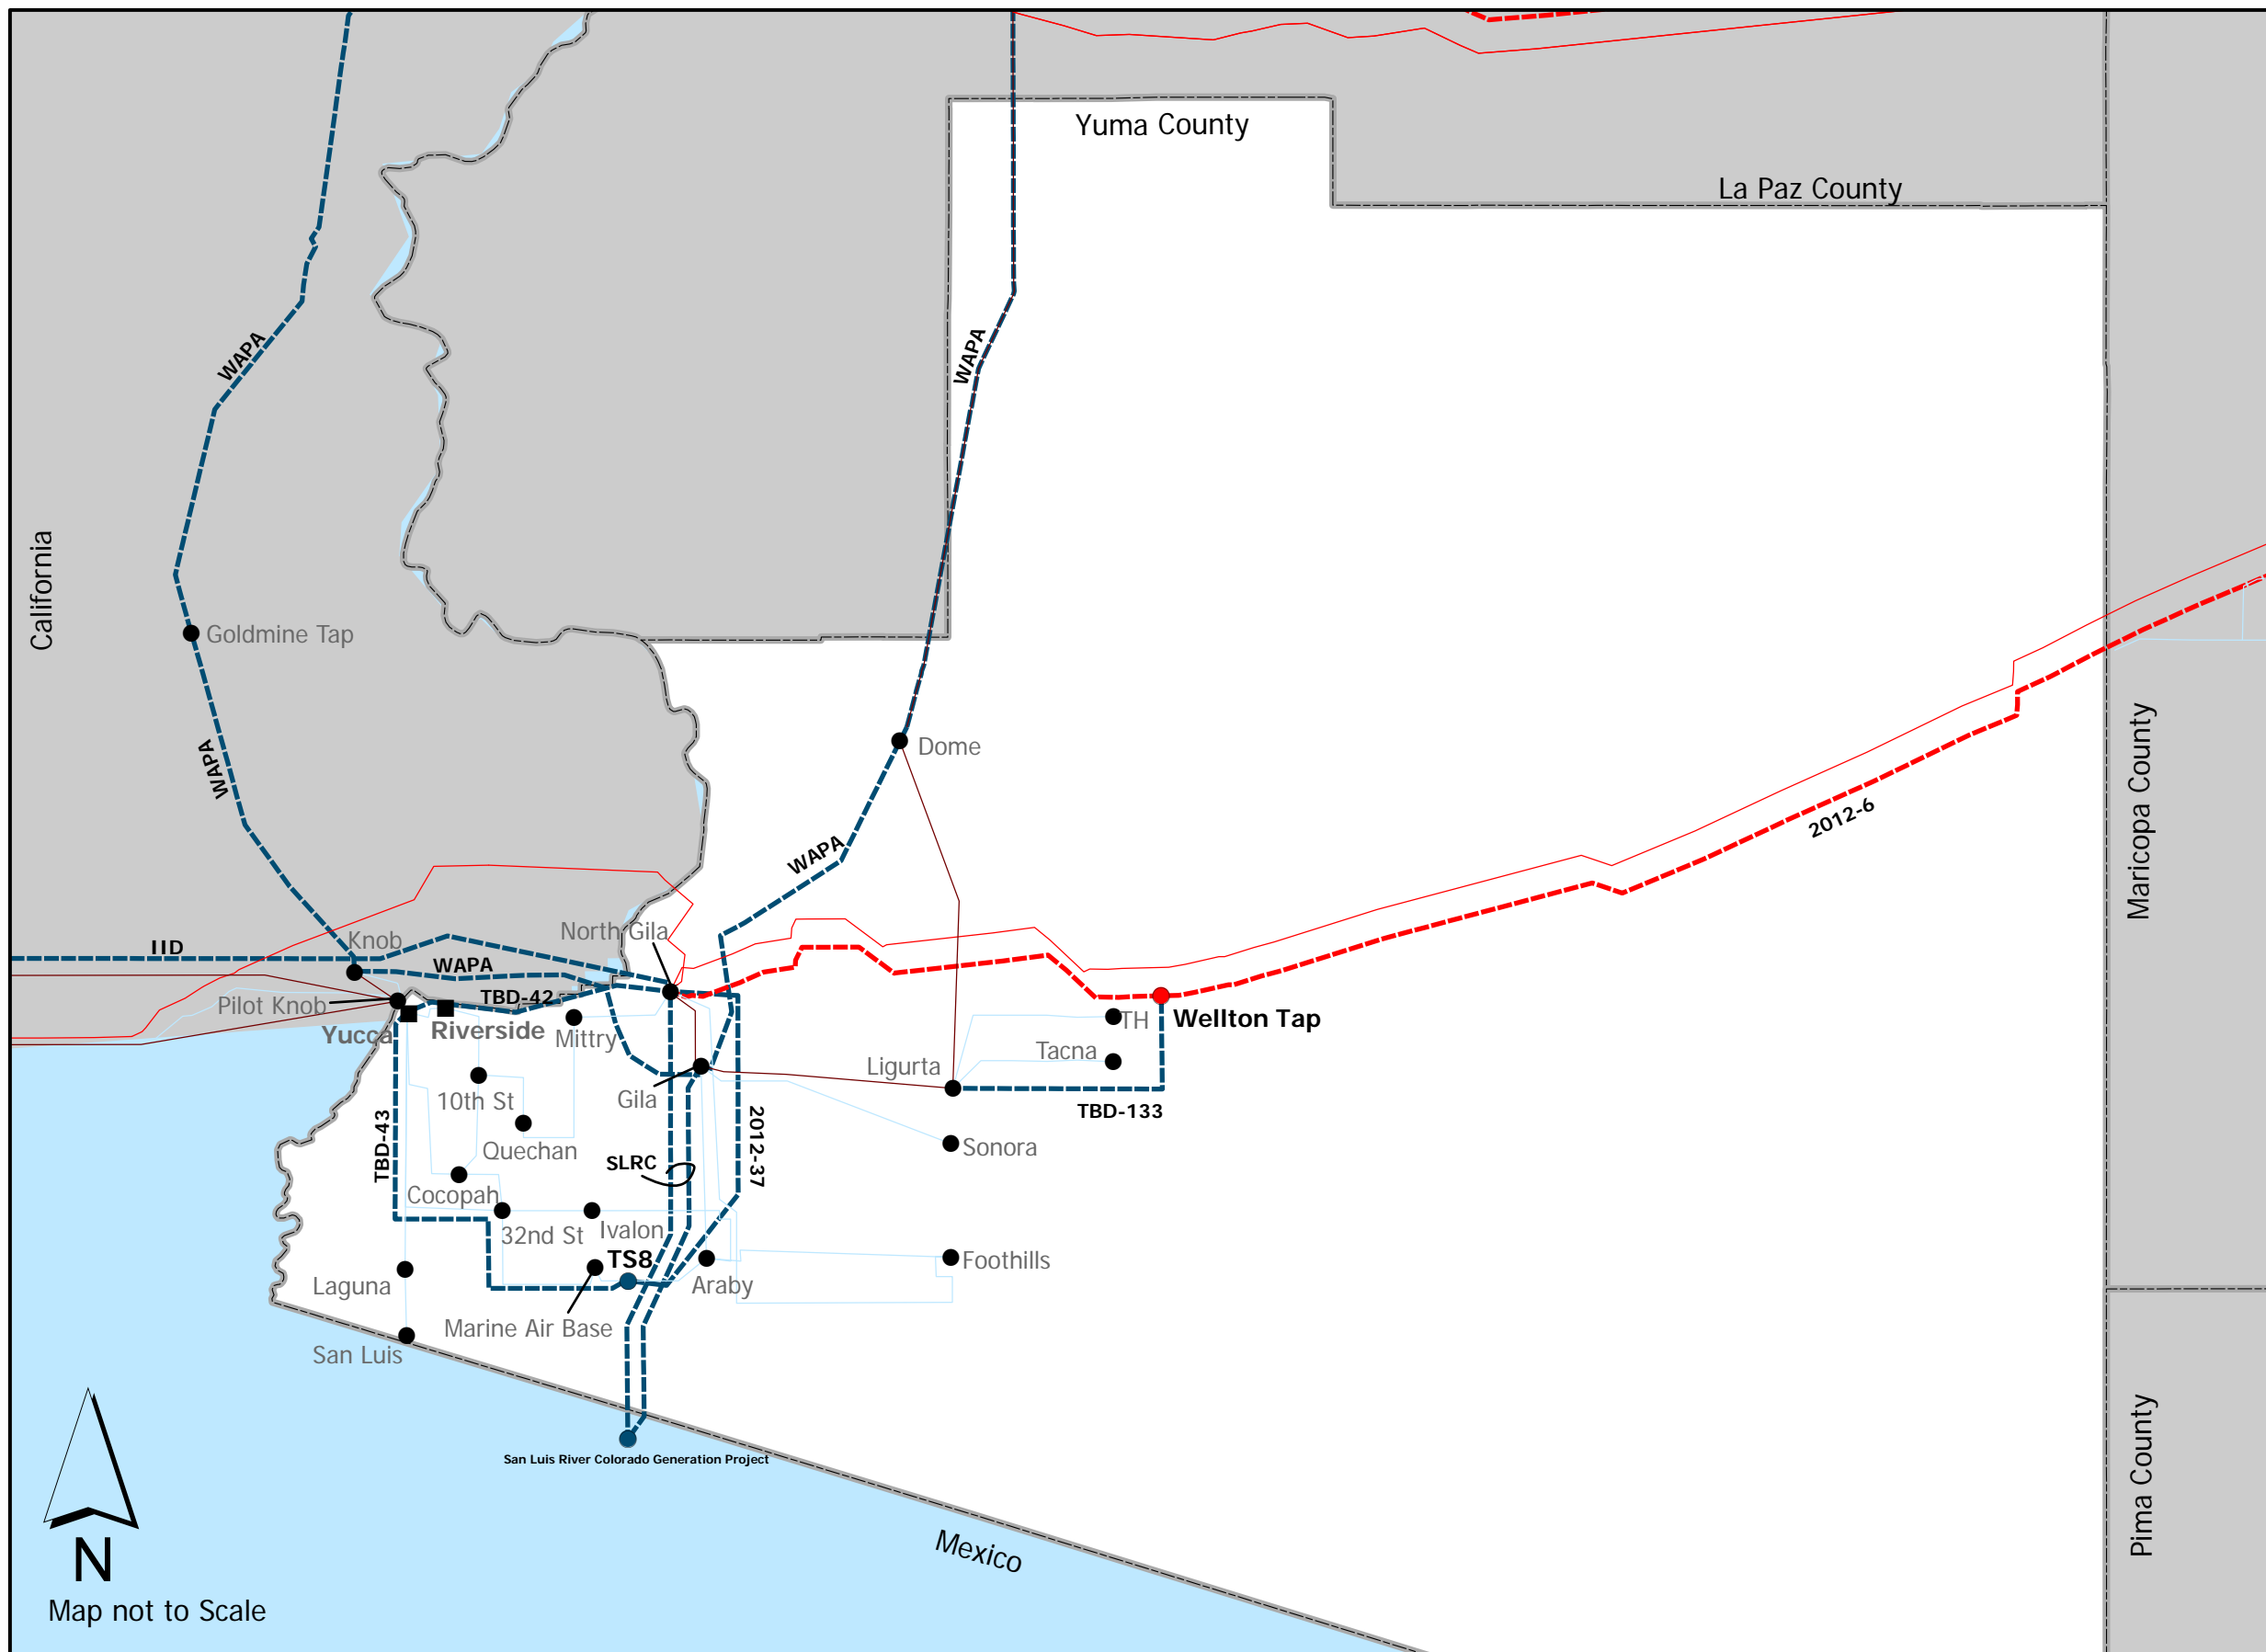 Yuma County
La Paz County
WAPA
WAPA
California
Goldmine Tap
Maricopa County
Dome
WAPA
2012-6
WAPA
North Gila
Knob
IID
WAPA
TBD-42
Pilot Knob
Yucca
Riverside
Mittry
TH
Wellton Tap
Tacna
Ligurta
10th St
Gila
TBD-133
2012-37
TBD-43
Quechan
Sonora
SLRC
Cocopah
32nd St
Ivalon
TS8
Foothills
Laguna
Araby
Marine Air Base
San Luis
San Luis River Colorado Generation Project
Pima County
Mexico
N
Map not to Scale